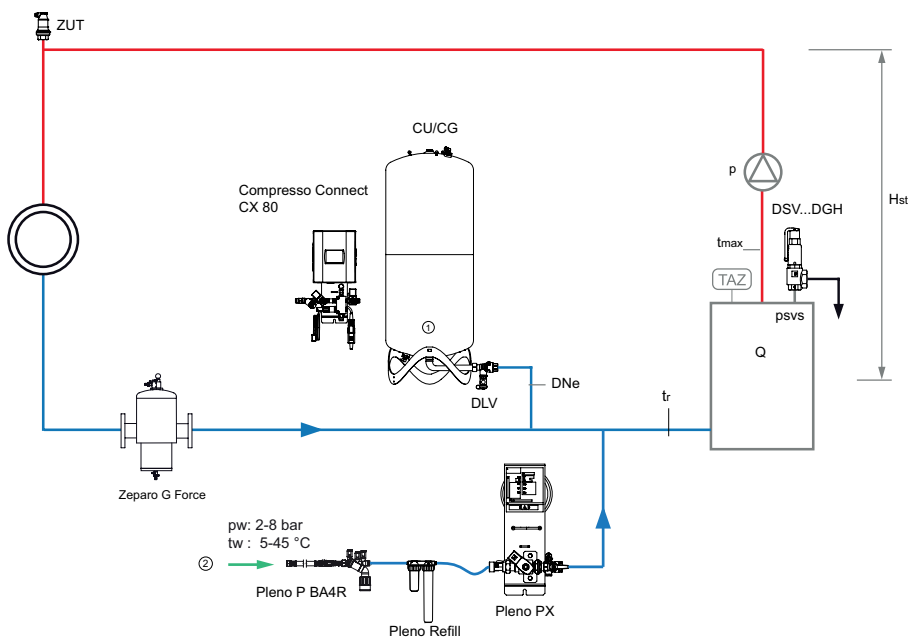 ZUT
CU/CG
Compresso Connect
CX 80
p
Hst
DSV...DGH
tmax
TAZ
psvs
Q
①
DLV
DNe
tr
Zeparo G Force
pw: 2-8 bar
tw : 5-45 °C
②
Pleno P BA4R
Pleno Refill
Pleno PX